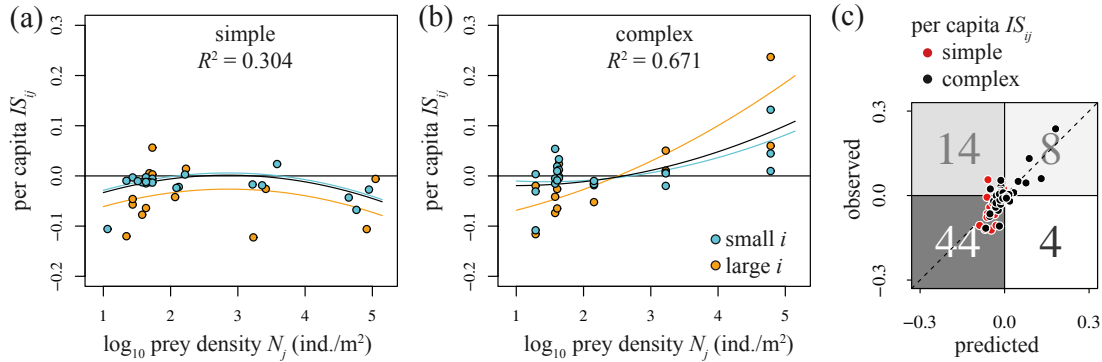 (a)
simple
R² = 0.304
0.3
0.2
0.1
0.0
−0.1
−0.2
per capita IS_ij
1 2 3 4 5
log₁₀ prey density N_j (ind./m²)
(b)
complex
R² = 0.671
0.3
0.2
0.1
0.0
−0.1
−0.2
per capita IS_ij
small i
large i
1 2 3 4 5
log₁₀ prey density N_j (ind./m²)
(c)
per capita IS_ij
simple
complex
0.3
0.0
−0.3
observed
14 8
44 4
−0.3 0.0 0.3
predicted